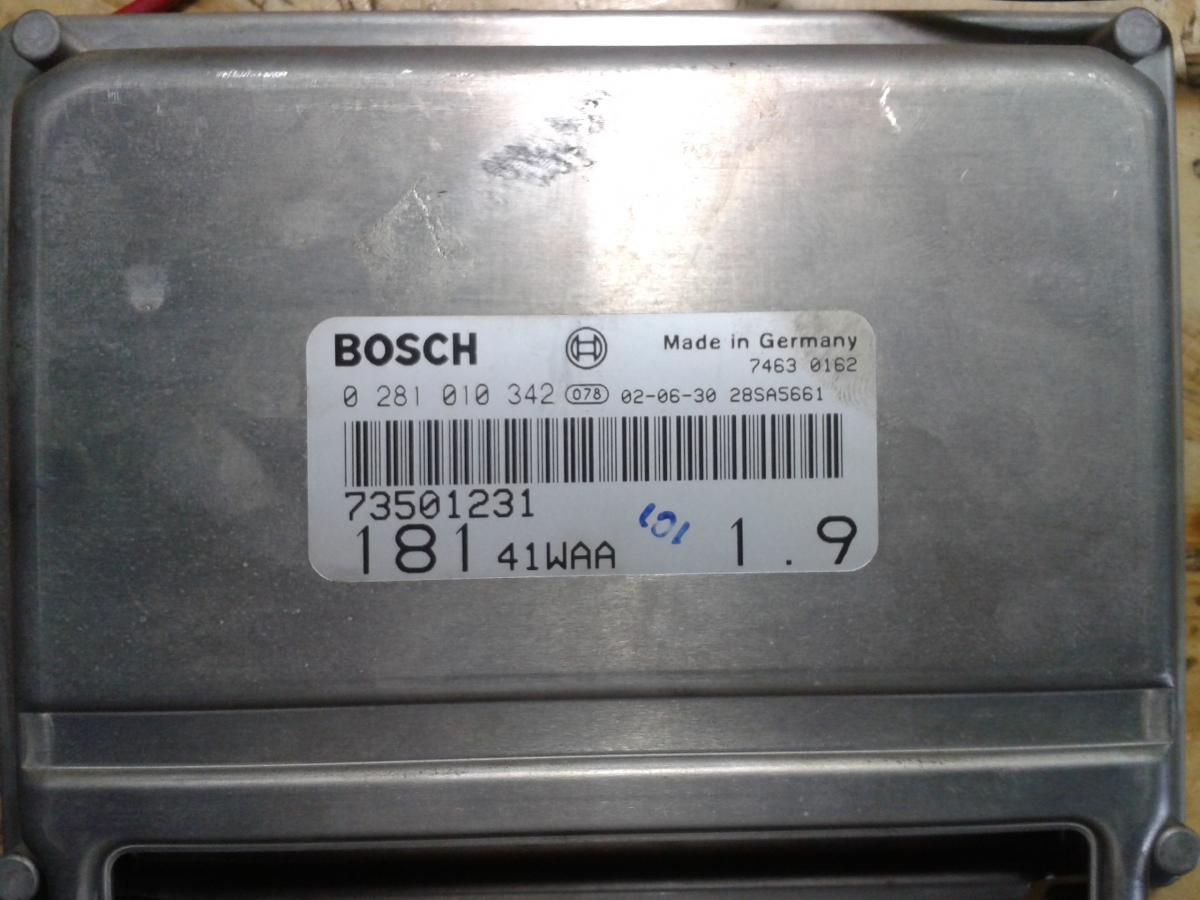 BOSCH Made in Germany
7463 0162
0 281 010 342 078 02-06-30 28SA5661
73501231
101
181 41WAA 1.9